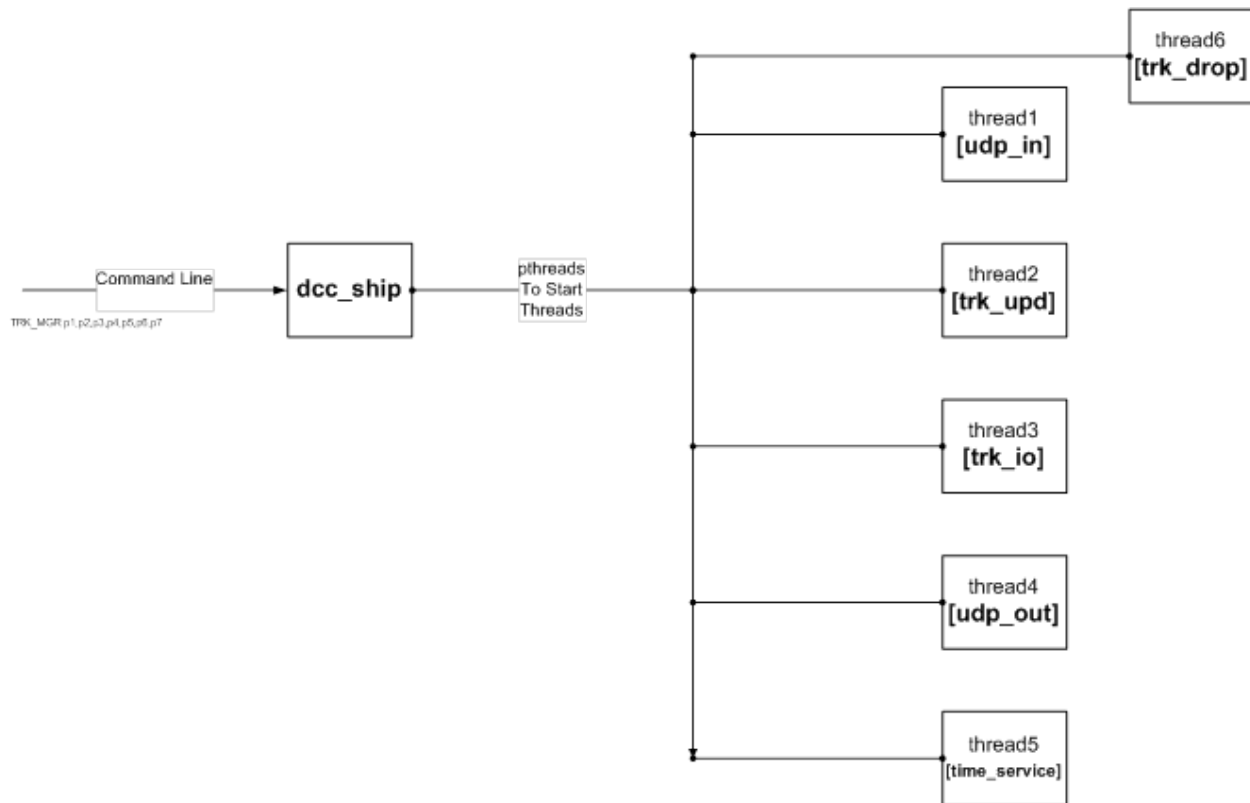 thread6
[trk_drop]
thread1
[udp_in]
Command Line
TRK_MGR p1,p2,p3,p4,p5,p6,p7
dcc_ship
pthreads
To Start
Threads
thread2
[trk_upd]
thread3
[trk_io]
thread4
[udp_out]
thread5
[time_service]